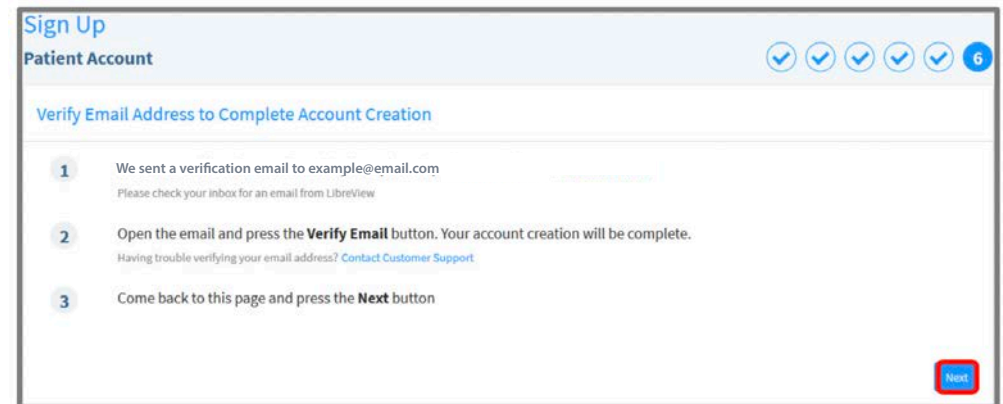 Sign Up
Patient Account
6
Verify Email Address to Complete Account Creation
1 We sent a verification email to example@email.com
Please check your inbox for an email from LibreView
2 Open the email and press the Verify Email button. Your account creation will be complete.
Having trouble verifying your email address? Contact Customer Support
3 Come back to this page and press the Next button
Next